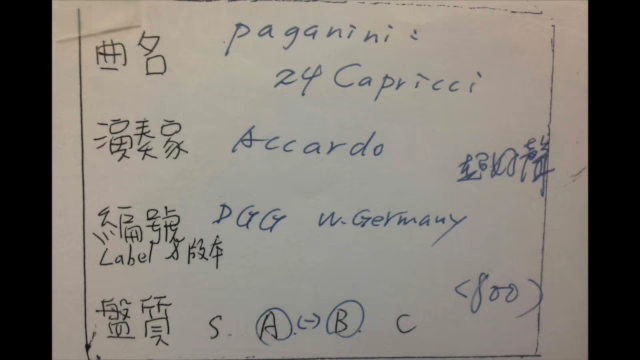 曲名 paganini:
24 Capricci
演奏家 Accardo
超好聲
編號 DGG W.Germany
Label & 版本
<800>
盤質 S. A.(-) B. C